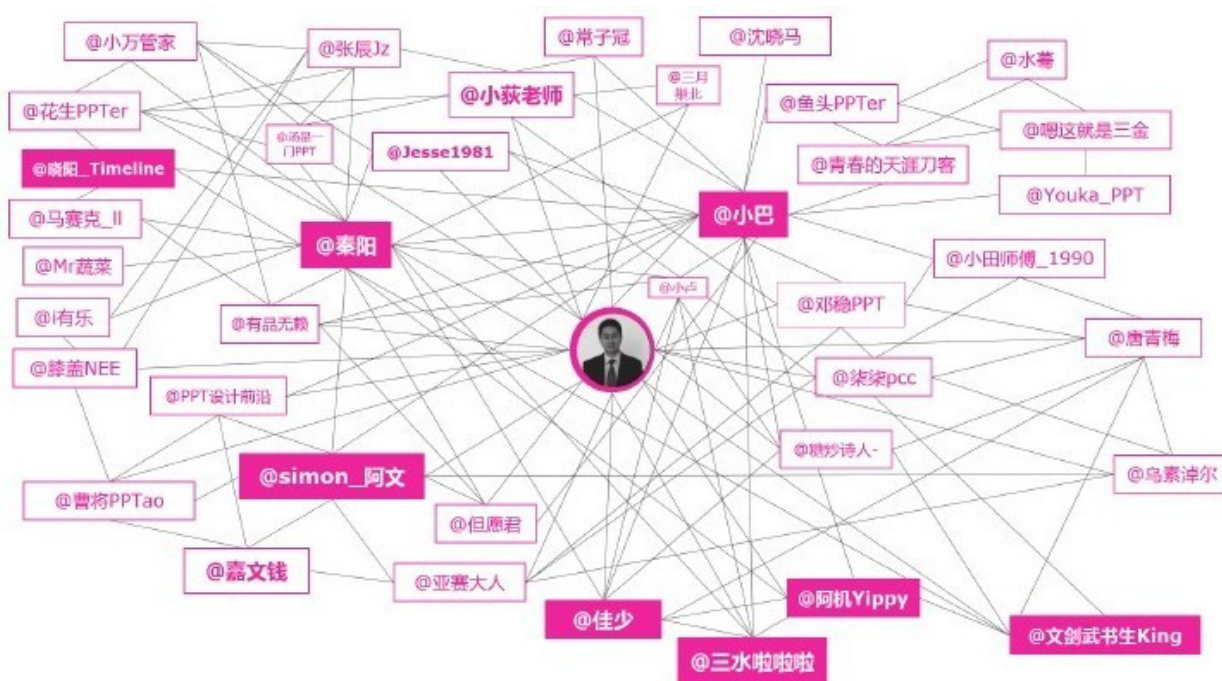 @小万管家
@张辰Jz
@常子冠
@沈晓马
@水蓦
@花生PPTer
@小荻老师
@三月
巢北
@鱼头PPTer
@嗯这就是三金
@汤是一
门PPT
@Jesse1981
@青春的天涯刀客
@晓阳_Timeline
@Youka_PPT
@马赛克_II
@秦阳
@小巴
@Mr蔬菜
@小田师傅_1990
@i有乐
@有品无赖
@小点
@邓稳PPT
@唐青梅
@膝盖NEE
@PPT设计前沿
@柒柒pcc
@糖炒诗人-
@simon_阿文
@乌素淖尔
@曹将PPTao
@但愿君
@嘉文钱
@亚赛大人
@阿机Yippy
@佳少
@文剑武书生King
@三水啦啦啦